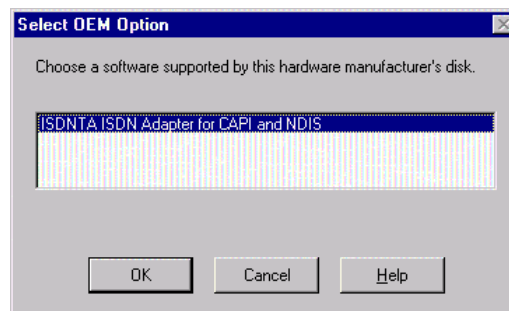 Select OEM Option
Choose a software supported by this hardware manufacturer's disk.
ISDNTA ISDN Adapter for CAPI and NDIS
OK
Cancel
Help